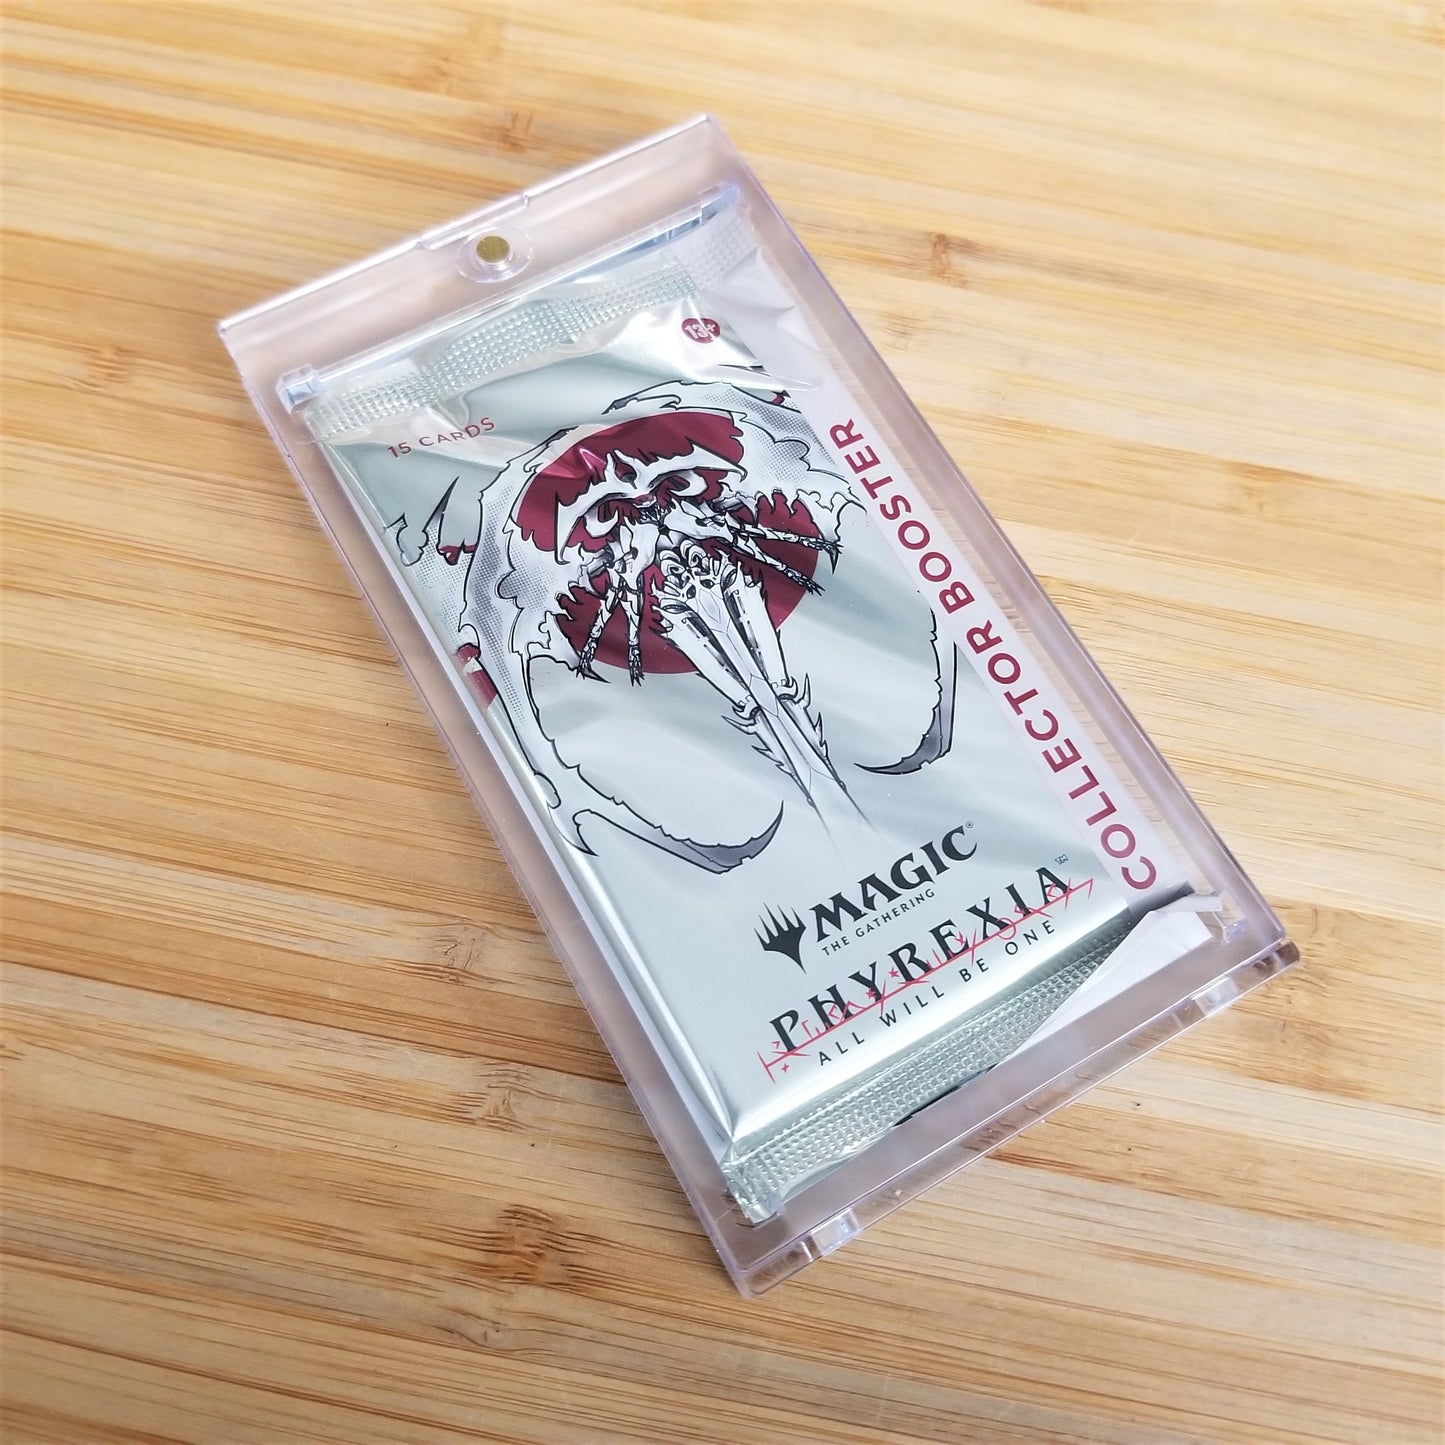 13+
15 CARDS
COLLECTOR BOOSTER
MAGIC®
THE GATHERING
PHYREXIA
ALL WILL BE ONE